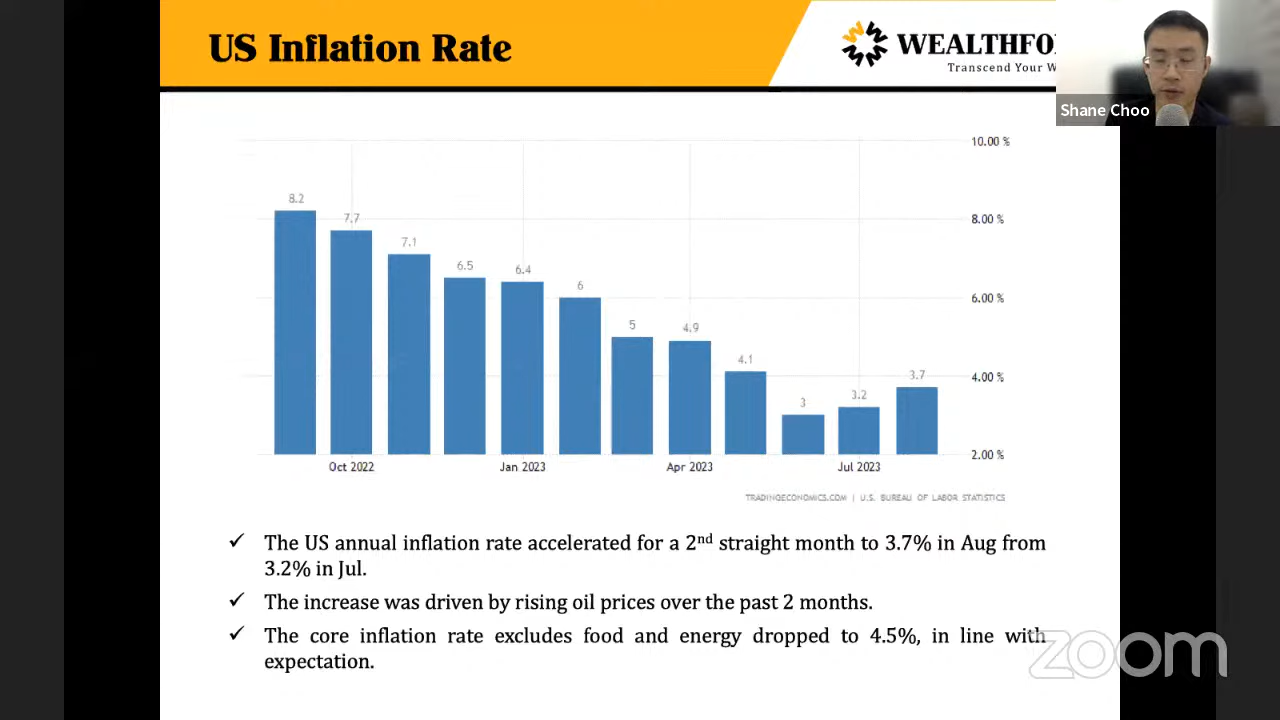 US Inflation Rate
WEALTHFO
Transcend Your W
Shane Choo
10.00 %
8.2
8.00 %
7.7
7.1
6.5
6.4
6
6.00 %
5
4.9
4.1
4.00 %
3
3.2
3.7
2.00 %
Oct 2022
Jan 2023
Apr 2023
Jul 2023
TRADINGECONOMICS.COM | U.S. BUREAU OF LABOR STATISTICS
✓ The US annual inflation rate accelerated for a 2nd straight month to 3.7% in Aug from
3.2% in Jul.
✓ The increase was driven by rising oil prices over the past 2 months.
✓ The core inflation rate excludes food and energy dropped to 4.5%, in line with
expectation.
zoom